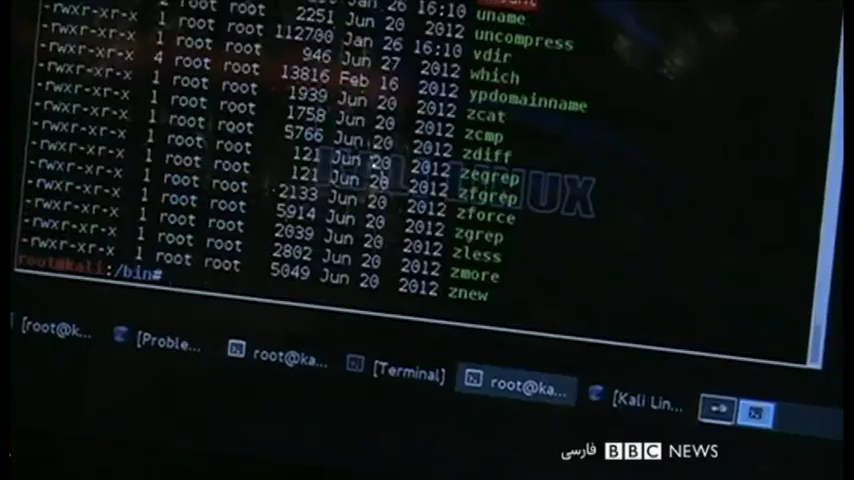 Jan 26 16:10 uname
-rwxr-xr-x 1 root root 2251 Jun 20 2012 uncompress
-rwxr-xr-x 1 root root 112700 Jan 26 16:10 vdir
-rwxr-xr-x 1 root root 946 Jun 27 2012 which
-rwxr-xr-x 4 root root 13816 Feb 16 2012 ypdomainname
-rwxr-xr-x 1 root root 1939 Jun 20 2012 zcat
-rwxr-xr-x 1 root root 1758 Jun 20 2012 zcmp
-rwxr-xr-x 1 root root 5766 Jun 20 2012 zdiff
-rwxr-xr-x 1 root root 121 Jun 20 2012 zegrep
-rwxr-xr-x 1 root root 121 Jun 20 2012 zfgrep
-rwxr-xr-x 1 root root 2133 Jun 20 2012 zforce
-rwxr-xr-x 1 root root 5914 Jun 20 2012 zgrep
-rwxr-xr-x 1 root root 2039 Jun 20 2012 zless
-rwxr-xr-x 1 root root 2802 Jun 20 2012 zmore
-rwxr-xr-x 1 root root 5049 Jun 20 2012 znew
root@kali:/bin#
[root@k... [Proble... root@ka... [Terminal] root@ka... [Kali Lin...
BBC NEWS فارسی